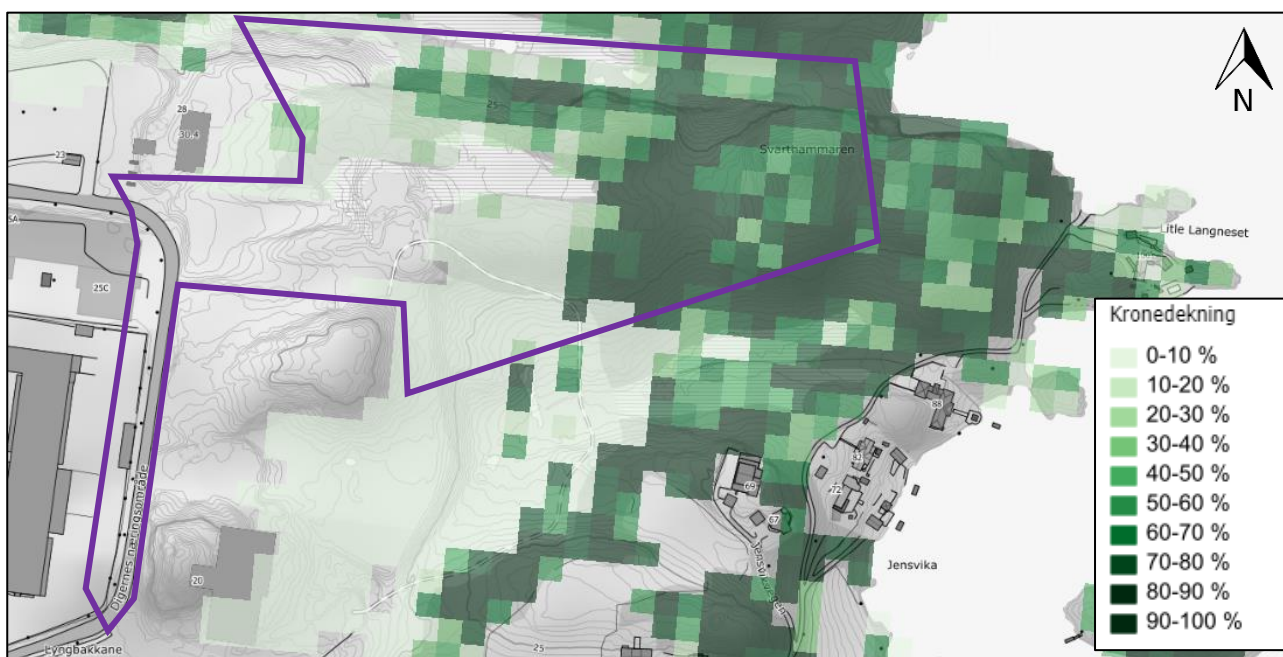 N
28
30.4
25
23
Svarthammaren
5A
Litle Langneset
25C
Kronedekning
0-10 %
10-20 %
20-30 %
30-40 %
40-50 %
50-60 %
60-70 %
70-80 %
80-90 %
90-100 %
88
82
69
72
67
Digernes næringsområde
20
Jensvika
25
Lyngbakkane